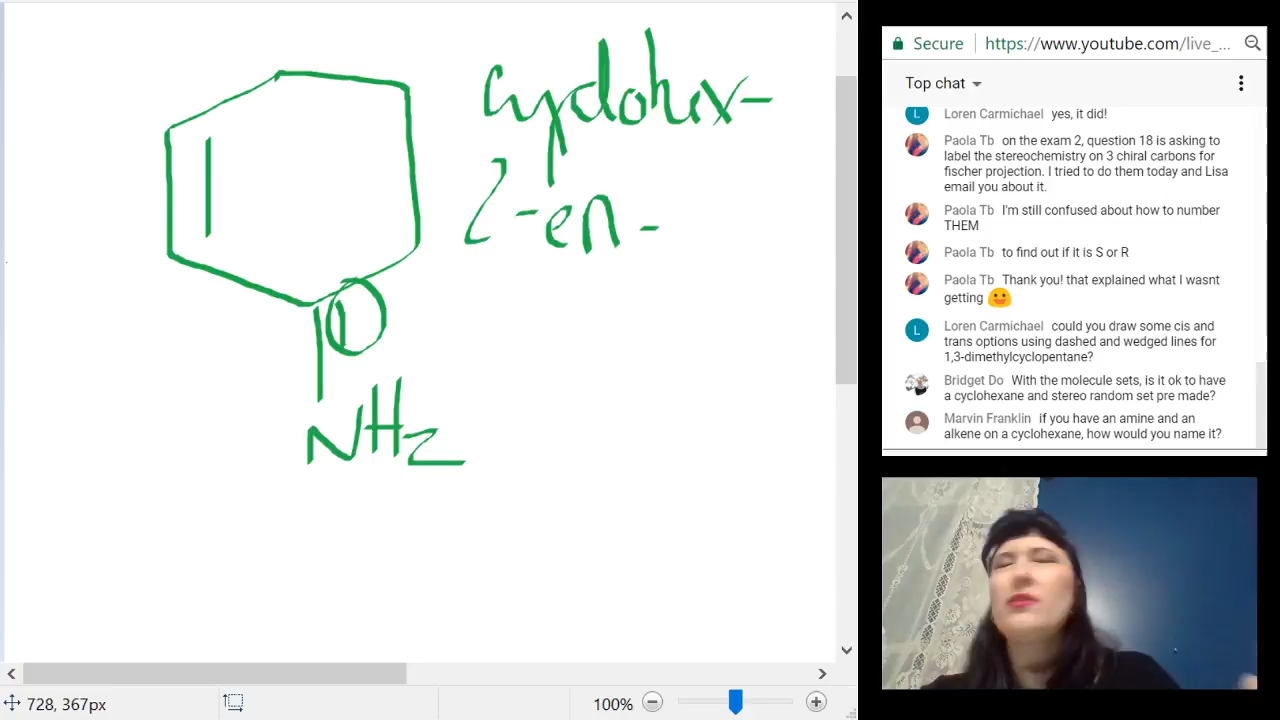 cyclohex-
2-en-
1
NH2
728, 367px
100%
Secure
https://www.youtube.com/live_...
Top chat
L Loren Carmichael yes, it did!
Paola Tb on the exam 2, question 18 is asking to
label the stereochemistry on 3 chiral carbons for
fischer projection. I tried to do them today and Lisa
email you about it.
Paola Tb I'm still confused about how to number
THEM
Paola Tb to find out if it is S or R
Paola Tb Thank you! that explained what I wasnt
getting
L Loren Carmichael could you draw some cis and
trans options using dashed and wedged lines for
1,3-dimethylcyclopentane?
Bridget Do With the molecule sets, is it ok to have
a cyclohexane and stereo random set pre made?
Marvin Franklin if you have an amine and an
alkene on a cyclohexane, how would you name it?